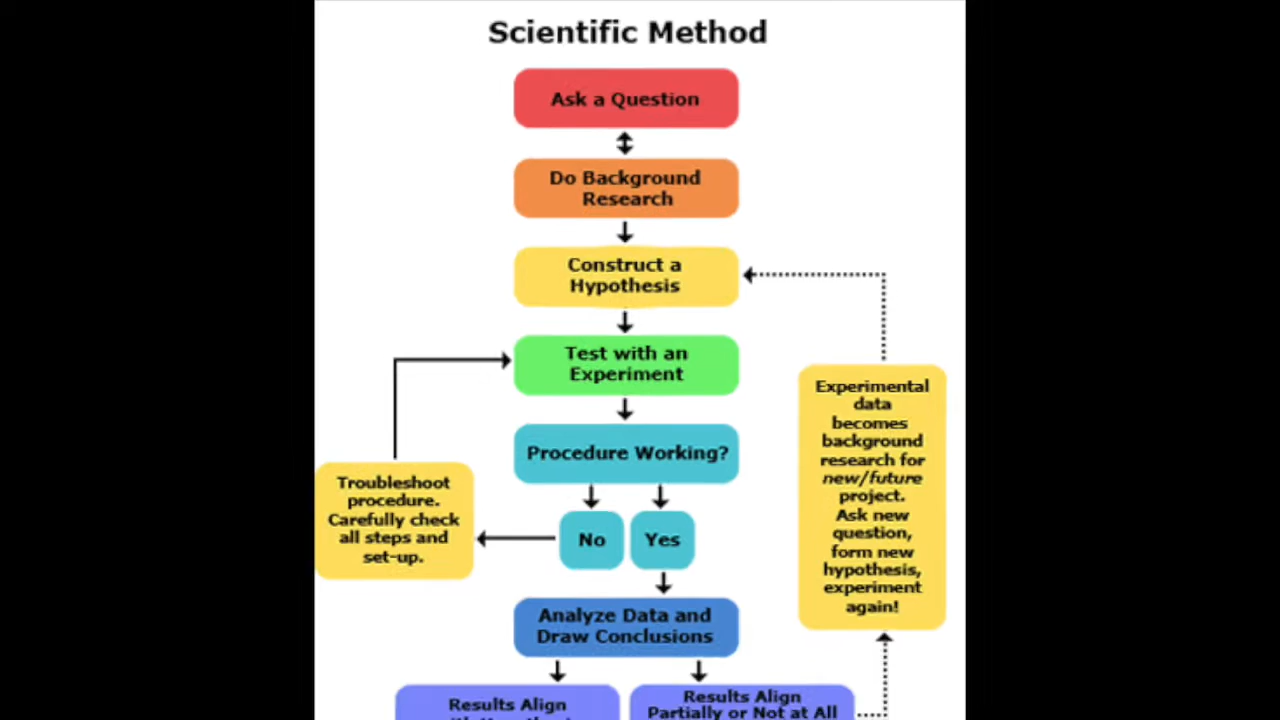 Scientific Method
Ask a Question
Do Background
Research
Construct a
Hypothesis
Test with an
Experiment
Procedure Working?
No
Yes
Troubleshoot
procedure.
Carefully check
all steps and
set-up.
Experimental
data
becomes
background
research for
new/future
project.
Ask new
question,
form new
hypothesis,
experiment
again!
Analyze Data and
Draw Conclusions
Results Align
Results Align
Partially or Not at All